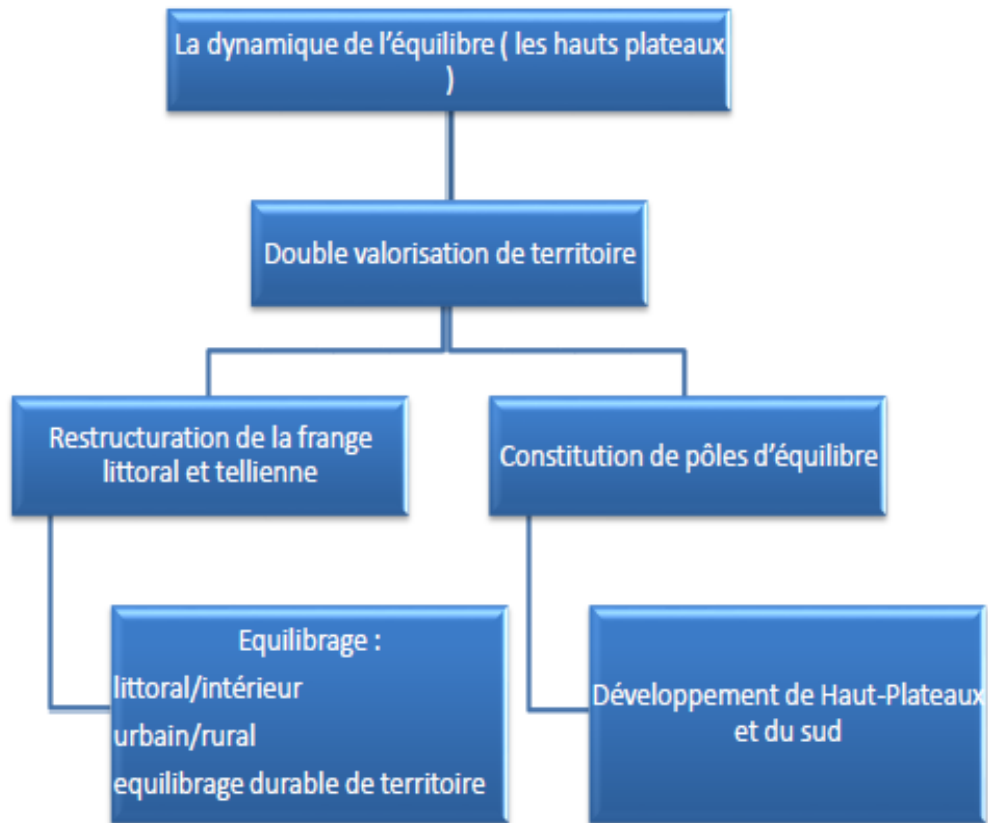 La dynamique de l’équilibre ( les hauts plateaux
)
Double valorisation de territoire
Restructuration de la frange
littoral et tellienne
Constitution de pôles d’équilibre
Equilibrage :
littoral/intérieur
urbain/rural
equilibrage durable de territoire
Développement de Haut-Plateaux
et du sud